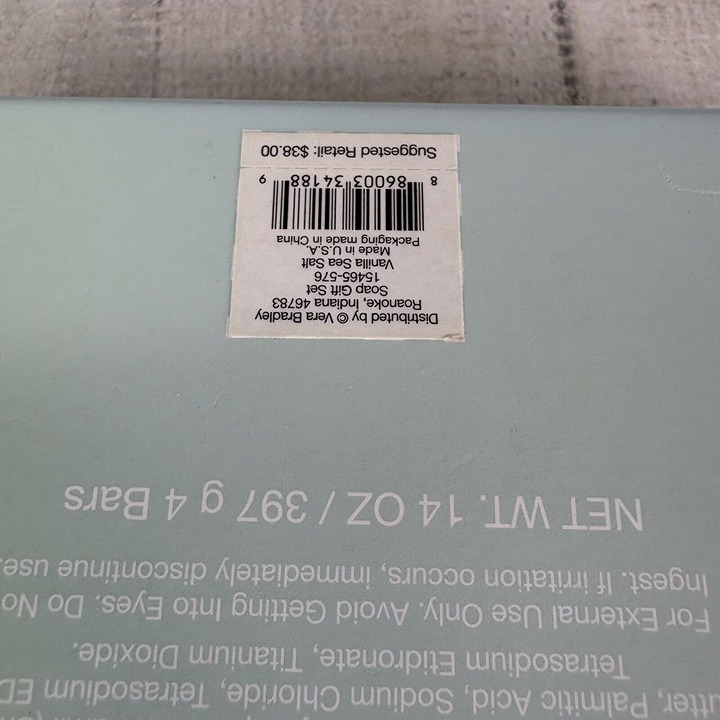 utter, Palmitic Acid, Sodium Chloride, Tetrasodium ED
Tetrasodium Etidronate, Titanium Dioxide.
For External Use Only. Avoid Getting Into Eyes. Do No
Ingest. If irritation occurs, immediately discontinue use.
NET WT. 14 OZ / 397 g 4 Bars
Distributed by © Vera Bradley
Roanoke, Indiana 46783
Soap Gift Set
15465-576
Vanilla Sea Salt
Made in U.S.A.
Packaging made in China
8 86003 34188 9
Suggested Retail: $38.00